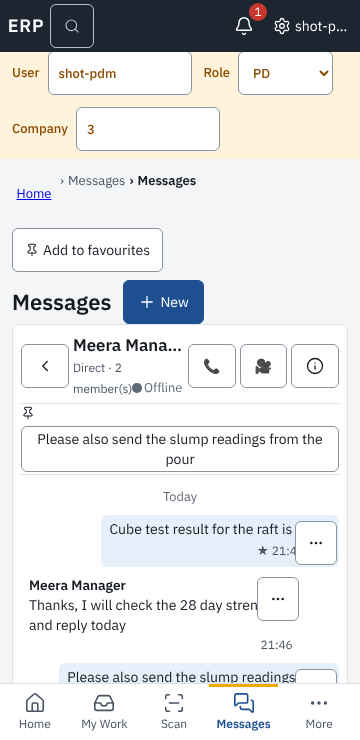 ERP
1
shot-p...
User
shot-pdm
Role
PD
Company
3
Home
› Messages › Messages
Add to favourites
Messages
+ New
Meera Mana...
Direct · 2
member(s)
Offline
Please also send the slump readings from the
pour
Today
Cube test result for the raft is
★ 21:4
...
Meera Manager
Thanks, I will check the 28 day
and reply today
...
21:46
Please also send the slump readings
Home
My Work
Scan
Messages
More